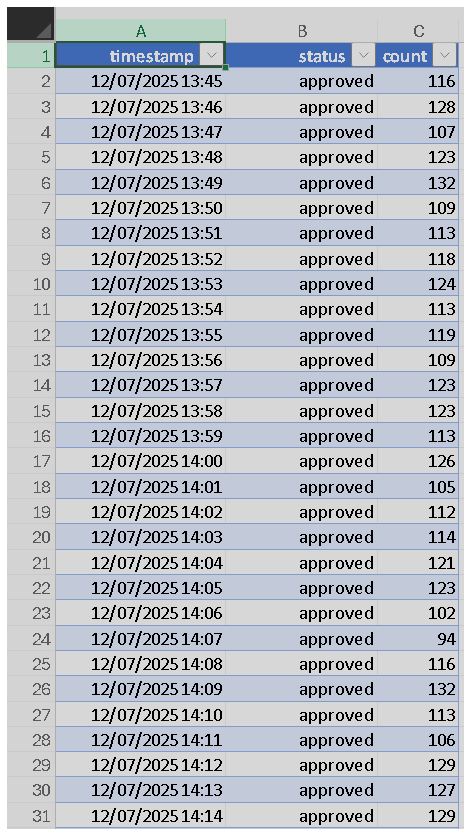 A B C
1 timestamp status count
2 12/07/2025 13:45 approved 116
3 12/07/2025 13:46 approved 128
4 12/07/2025 13:47 approved 107
5 12/07/2025 13:48 approved 123
6 12/07/2025 13:49 approved 132
7 12/07/2025 13:50 approved 109
8 12/07/2025 13:51 approved 113
9 12/07/2025 13:52 approved 118
10 12/07/2025 13:53 approved 124
11 12/07/2025 13:54 approved 113
12 12/07/2025 13:55 approved 119
13 12/07/2025 13:56 approved 109
14 12/07/2025 13:57 approved 123
15 12/07/2025 13:58 approved 123
16 12/07/2025 13:59 approved 113
17 12/07/2025 14:00 approved 126
18 12/07/2025 14:01 approved 105
19 12/07/2025 14:02 approved 112
20 12/07/2025 14:03 approved 114
21 12/07/2025 14:04 approved 121
22 12/07/2025 14:05 approved 123
23 12/07/2025 14:06 approved 102
24 12/07/2025 14:07 approved 94
25 12/07/2025 14:08 approved 116
26 12/07/2025 14:09 approved 132
27 12/07/2025 14:10 approved 113
28 12/07/2025 14:11 approved 106
29 12/07/2025 14:12 approved 129
30 12/07/2025 14:13 approved 127
31 12/07/2025 14:14 approved 129